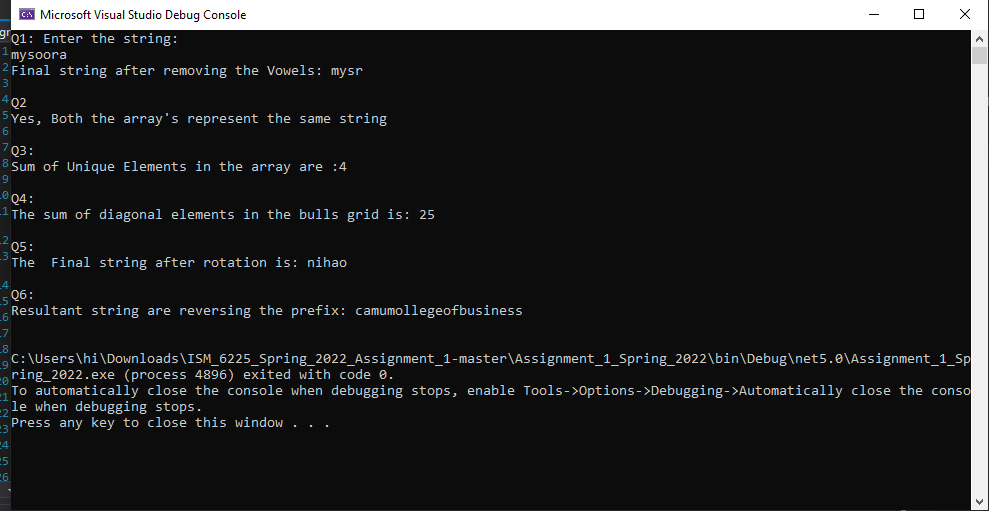 Microsoft Visual Studio Debug Console
Q1: Enter the string:
mysoora
Final string after removing the Vowels: mysr
Q2
Yes, Both the array's represent the same string
Q3:
Sum of Unique Elements in the array are :4
Q4:
The sum of diagonal elements in the bulls grid is: 25
Q5:
The  Final string after rotation is: nihao
Q6:
Resultant string are reversing the prefix: camumollegeofbusiness
C:\Users\hi\Downloads\ISM_6225_Spring_2022_Assignment_1-master\Assignment_1_Spring_2022\bin\Debug\net5.0\Assignment_1_Sp
ring_2022.exe (process 4896) exited with code 0.
To automatically close the console when debugging stops, enable Tools->Options->Debugging->Automatically close the conso
le when debugging stops.
Press any key to close this window . . .